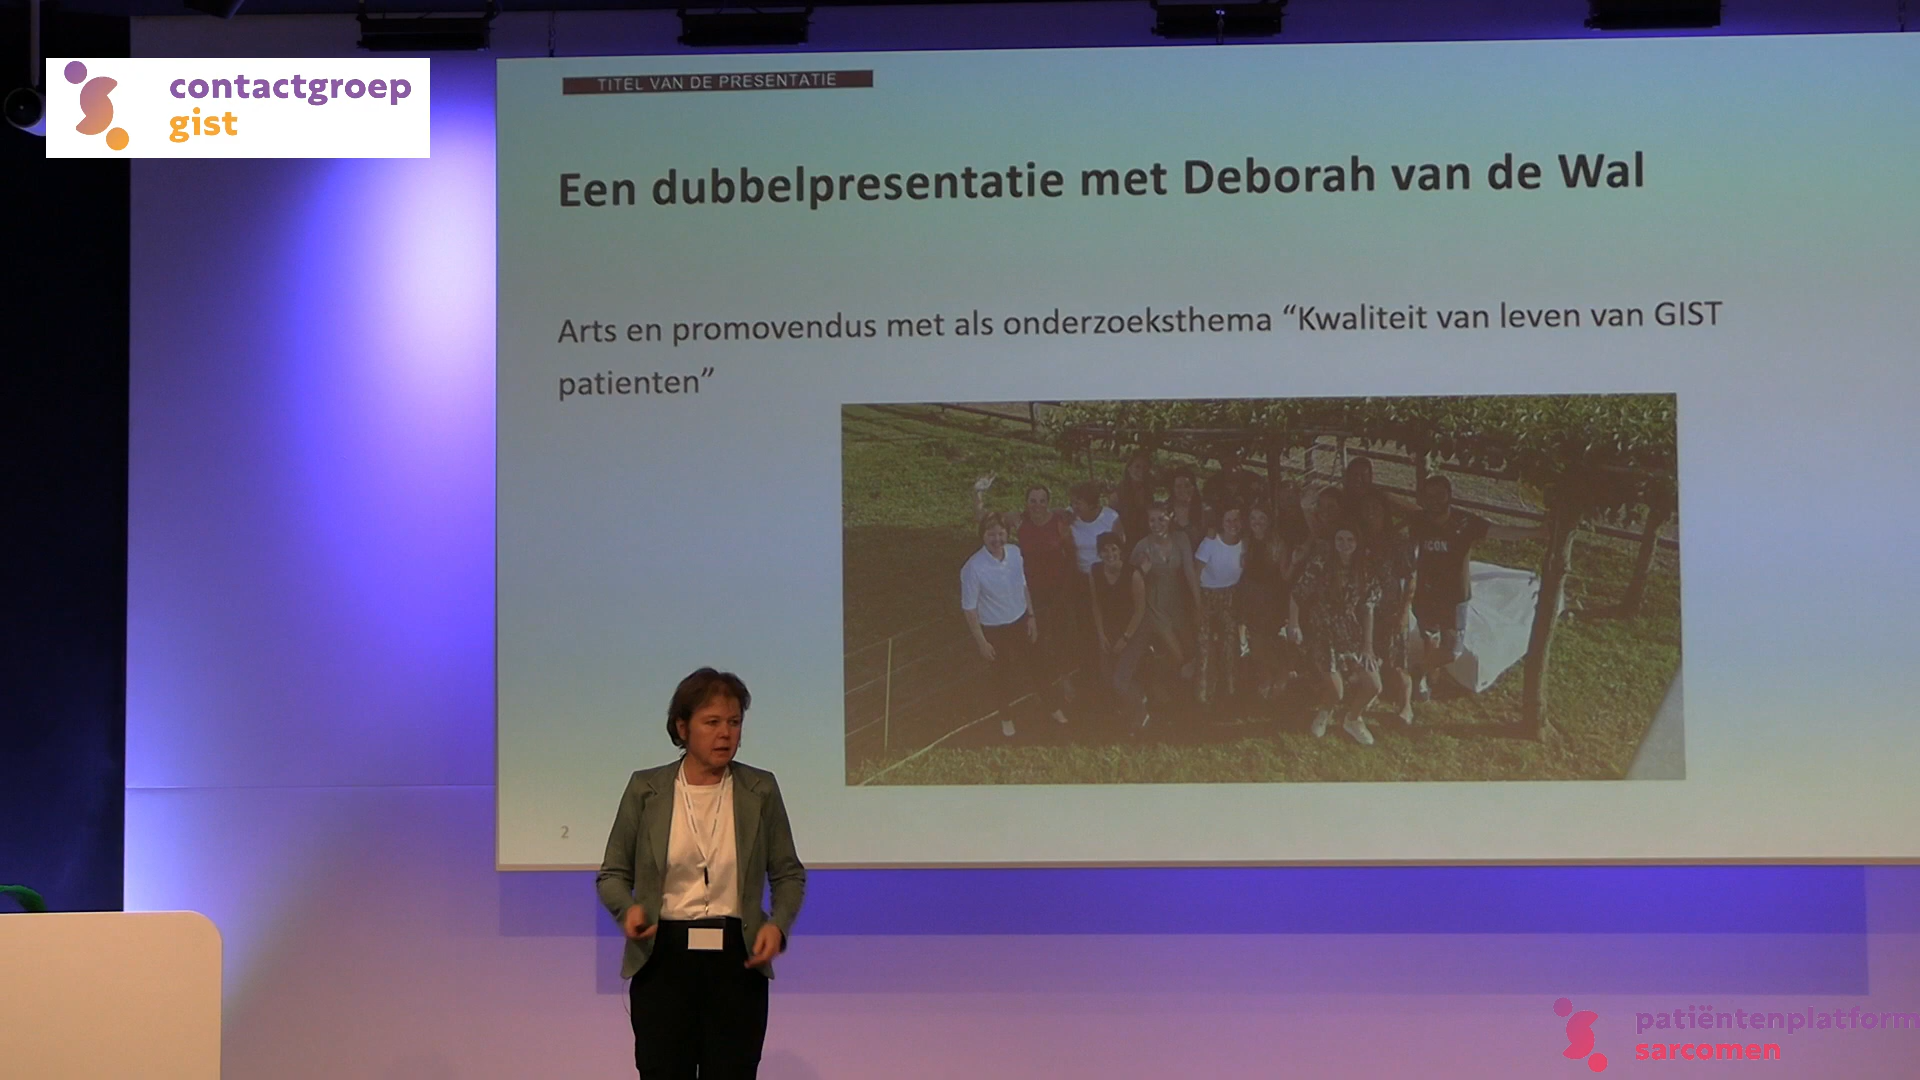 contactgroep
gist
TITEL VAN DE PRESENTATIE
Een dubbelpresentatie met Deborah van de Wal
Arts en promovendus met als onderzoeksthema “Kwaliteit van leven van GIST
patienten”
2
patiëntenplatform
sarcomen